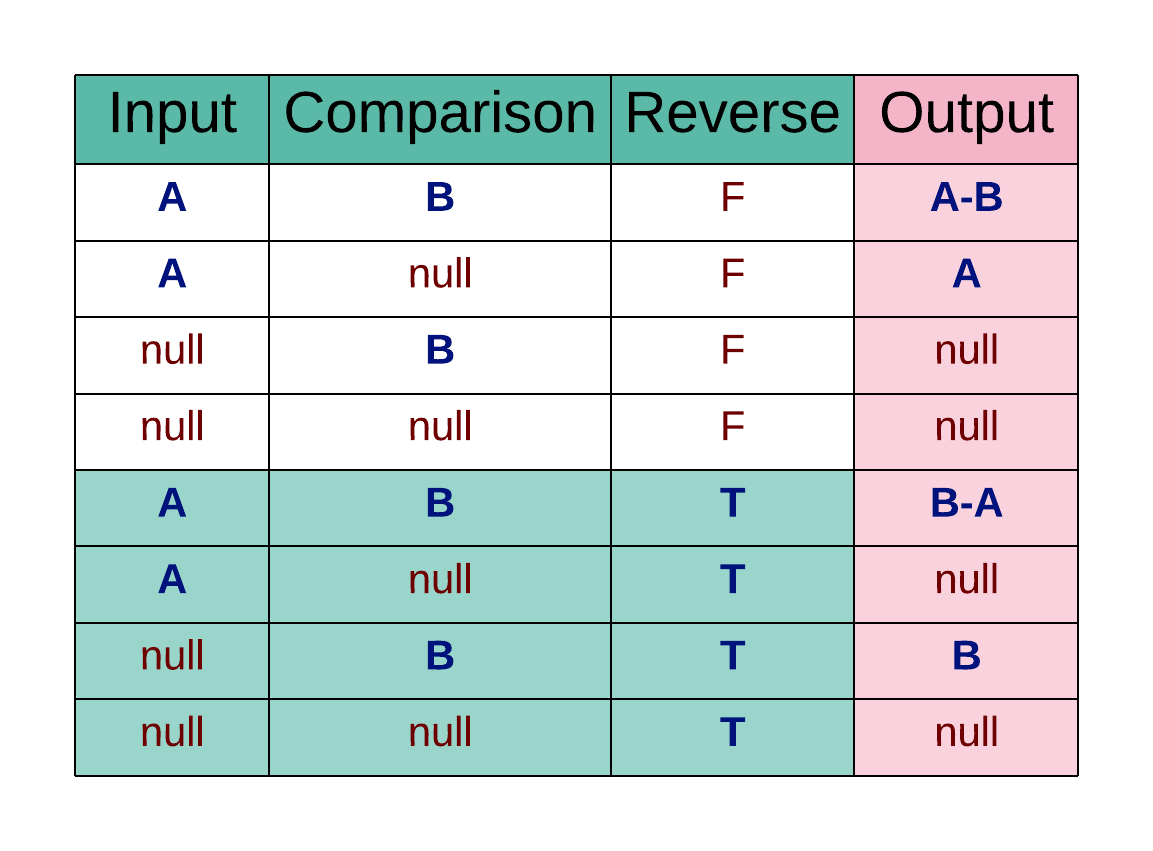 Input Comparison Reverse Output
A B F A-B
A null F A
null B F null
null null F null
A B T B-A
A null T null
null B T B
null null T null